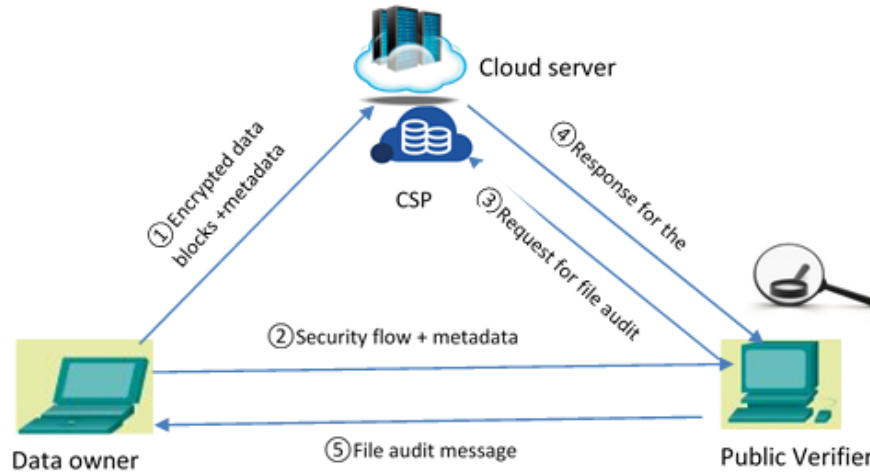 Cloud server
CSP
①Encrypted data
blocks +metadata
④Response for the
③Request for file audit
②Security flow + metadata
⑤File audit message
Data owner
Public Verifier